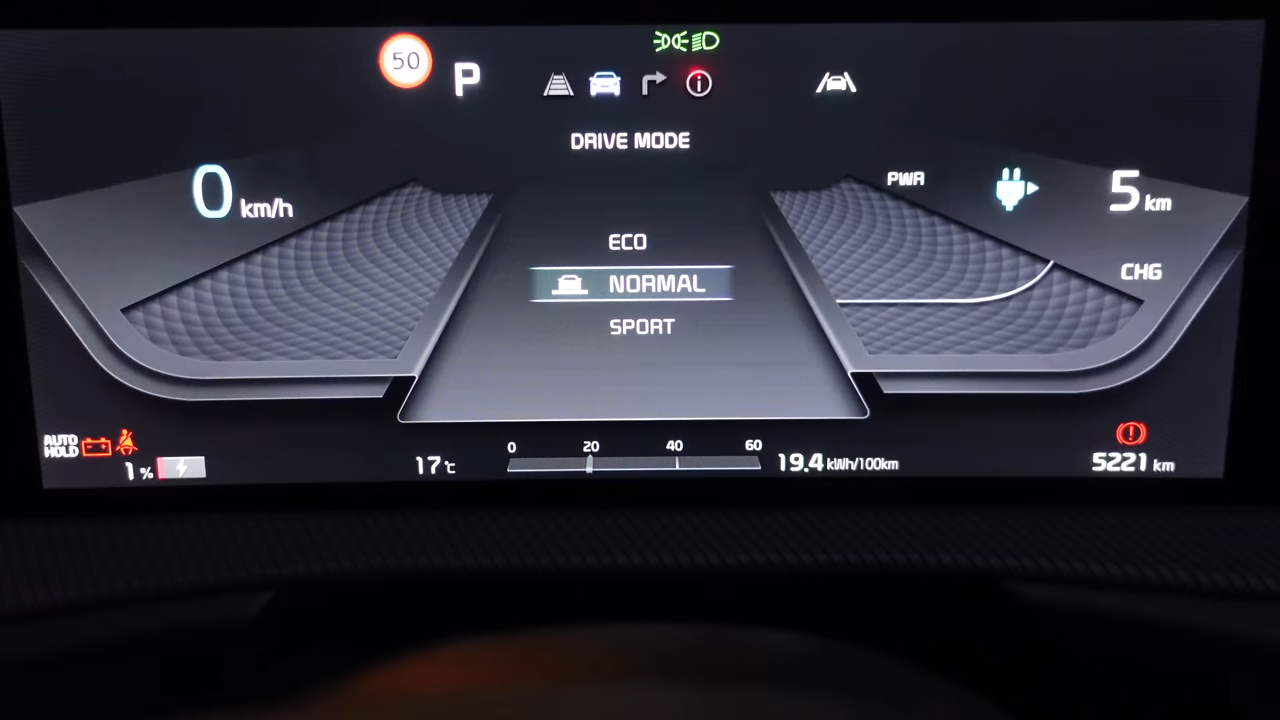 50
P
DRIVE MODE
0 km/h
PWR
5 km
ECO
NORMAL
SPORT
CHG
AUTO
HOLD
1 %
17 °C
0 20 40 60
19.4 kWh/100km
5221 km